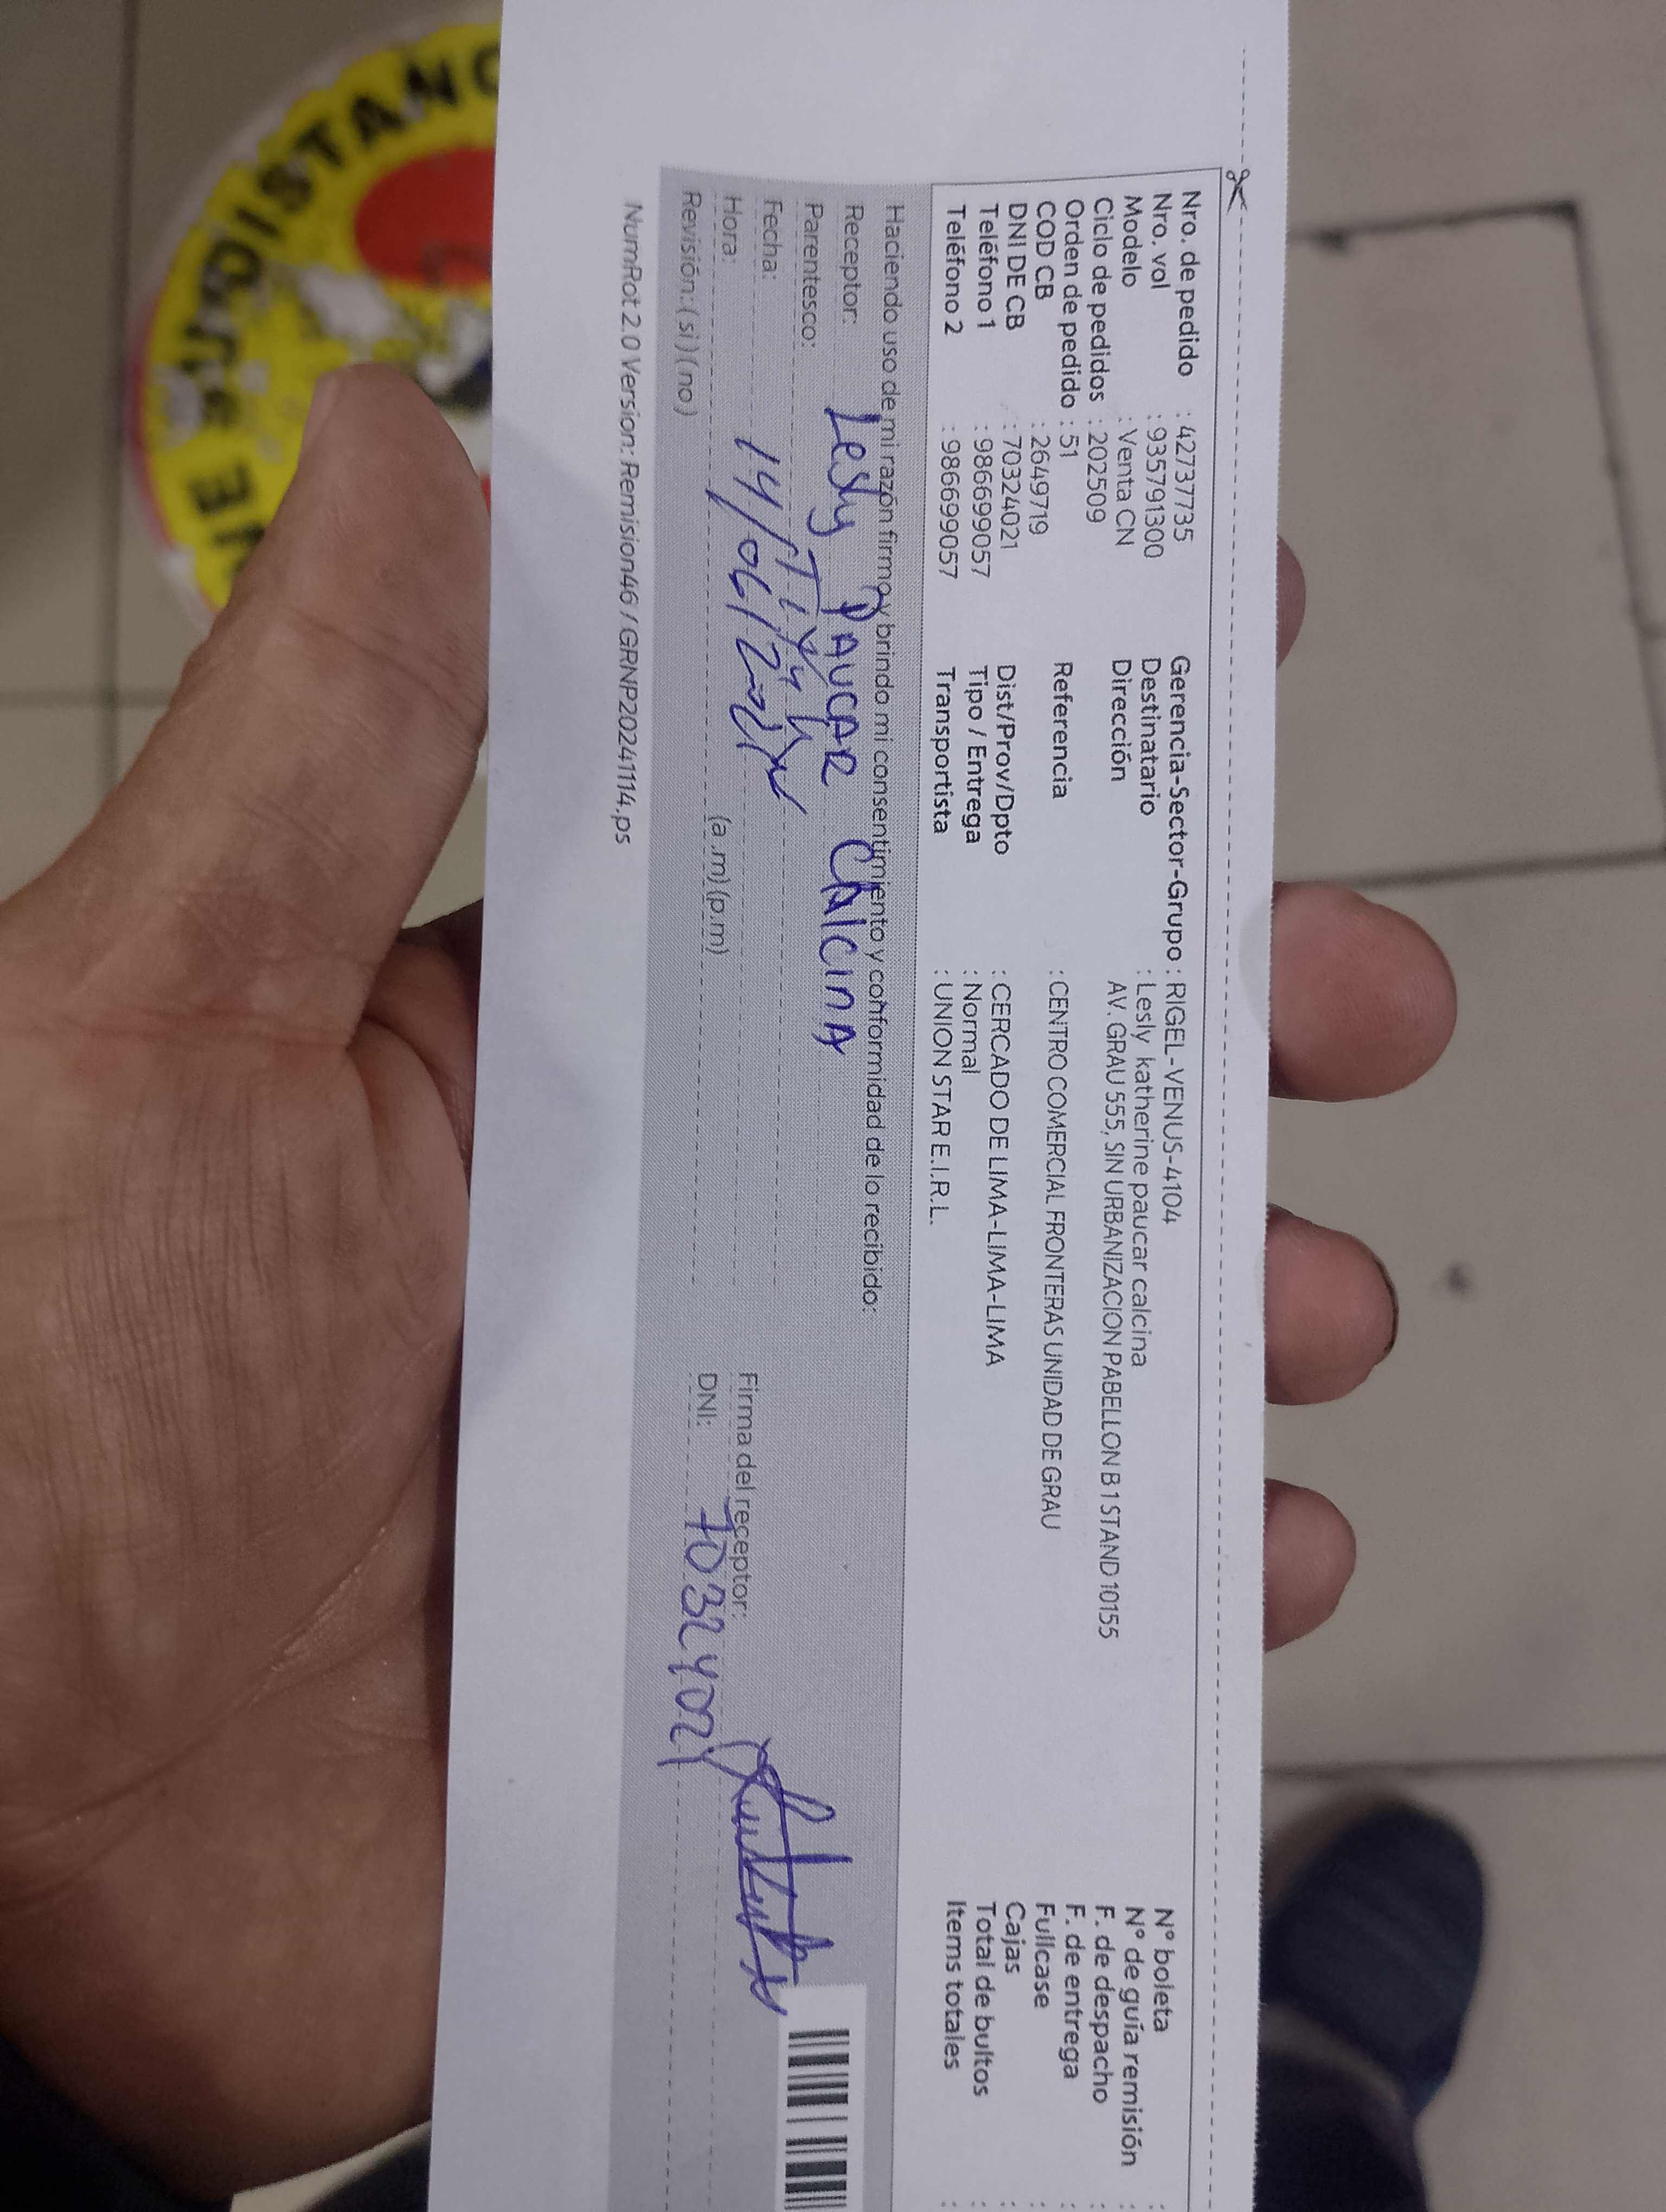 Nro. de pedido : 42737735
Nro. vol : 935791300
Modelo : Venta CN
Ciclo de pedidos : 202509
Orden de pedido : 51
COD CB : 2649719
DNI DE CB : 70324021
Teléfono 1 : 986699057
Teléfono 2 : 986699057
Gerencia-Sector-Grupo : RIGEL-VENUS-4104
Destinatario : Lesly katherine paucar calcina
Dirección AV. GRAU 555, SIN URBANIZACION PABELLON B 1 STAND 10155
Referencia : CENTRO COMERCIAL FRONTERAS UNIDAD DE GRAU
Dist/Prov/Dpto : CERCADO DE LIMA-LIMA-LIMA
Tipo / Entrega : Normal
Transportista : UNION STAR E.I.R.L.
N° boleta :
N° de guía remisión :
F. de despacho :
F. de entrega :
Fullcase :
Cajas :
Total de bultos :
Items totales :
Haciendo uso de mi razón firmo y brindo mi consentimiento y conformidad de lo recibido:
Receptor: Lesly PAUCAR CAlcinA
Parentesco:
Fecha:
Hora: (a.m) (p.m)
Revisión: ( si ) ( no )
Firma del receptor:
DNI: 70324021
NumRot 2.0 Version: Remision46 / GRNP20241114.ps